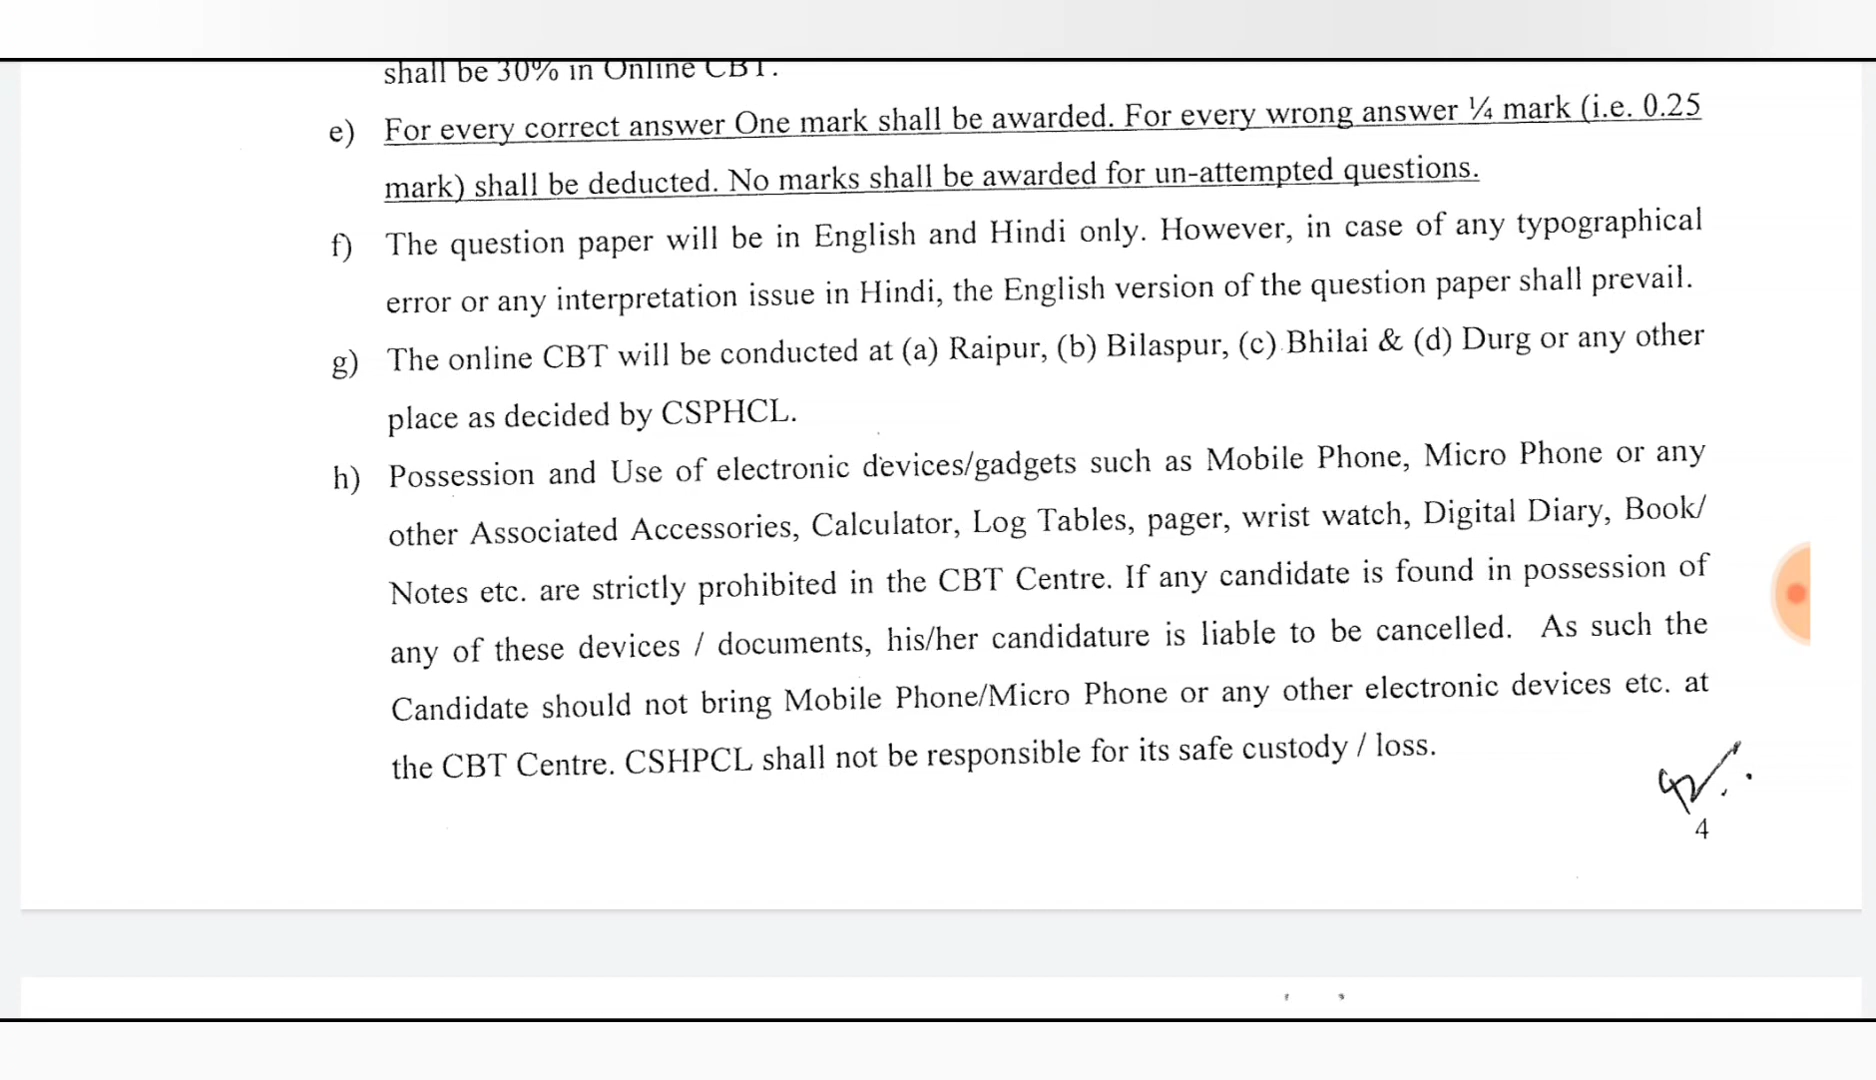 shall be 30% in Online CBT.
e) For every correct answer One mark shall be awarded. For every wrong answer ¼ mark (i.e. 0.25
mark) shall be deducted. No marks shall be awarded for un-attempted questions.
f) The question paper will be in English and Hindi only. However, in case of any typographical
error or any interpretation issue in Hindi, the English version of the question paper shall prevail.
g) The online CBT will be conducted at (a) Raipur, (b) Bilaspur, (c) Bhilai & (d) Durg or any other
place as decided by CSPHCL.
h) Possession and Use of electronic devices/gadgets such as Mobile Phone, Micro Phone or any
other Associated Accessories, Calculator, Log Tables, pager, wrist watch, Digital Diary, Book/
Notes etc. are strictly prohibited in the CBT Centre. If any candidate is found in possession of
any of these devices / documents, his/her candidature is liable to be cancelled. As such the
Candidate should not bring Mobile Phone/Micro Phone or any other electronic devices etc. at
the CBT Centre. CSHPCL shall not be responsible for its safe custody / loss.
4